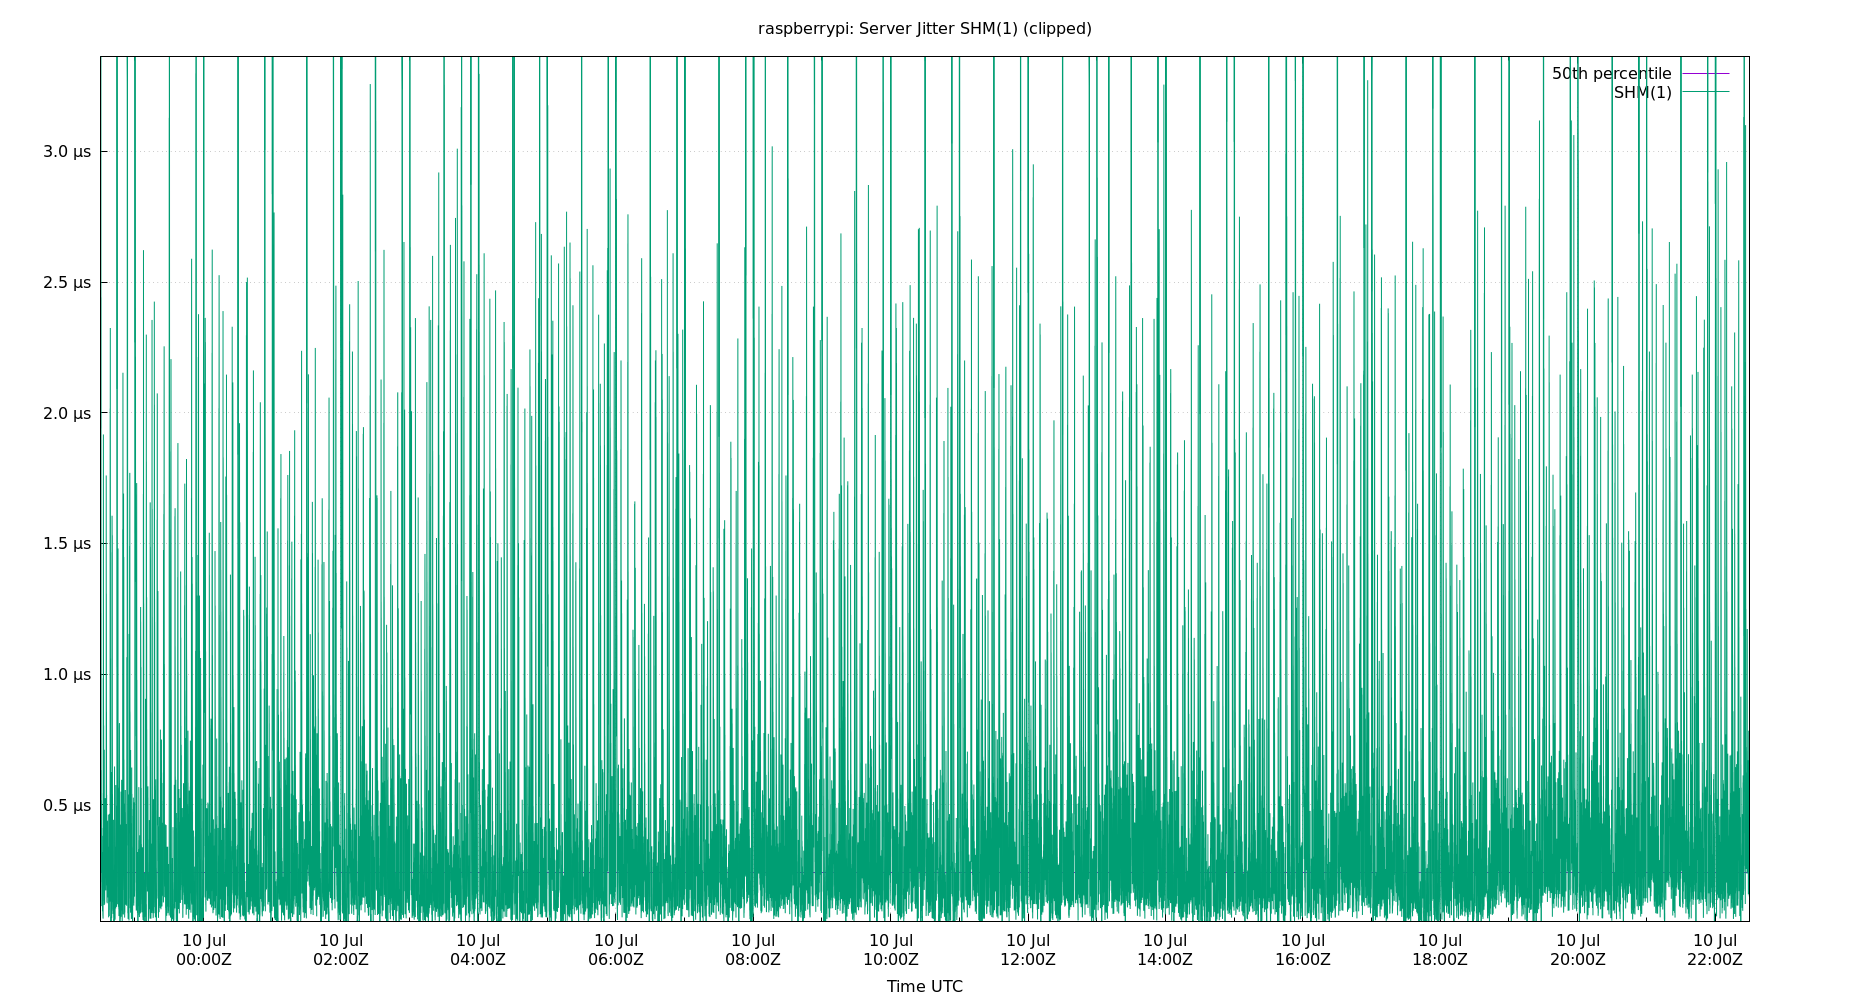 raspberrypi: Server Jitter SHM(1) (clipped)
50th percentile
SHM(1)
3.0 µs
2.5 µs
2.0 µs
1.5 µs
1.0 µs
0.5 µs
10 Jul 10 Jul 10 Jul 10 Jul 10 Jul 10 Jul 10 Jul 10 Jul 10 Jul 10 Jul 10 Jul 10 Jul
00:00Z 02:00Z 04:00Z 06:00Z 08:00Z 10:00Z 12:00Z 14:00Z 16:00Z 18:00Z 20:00Z 22:00Z
Time UTC